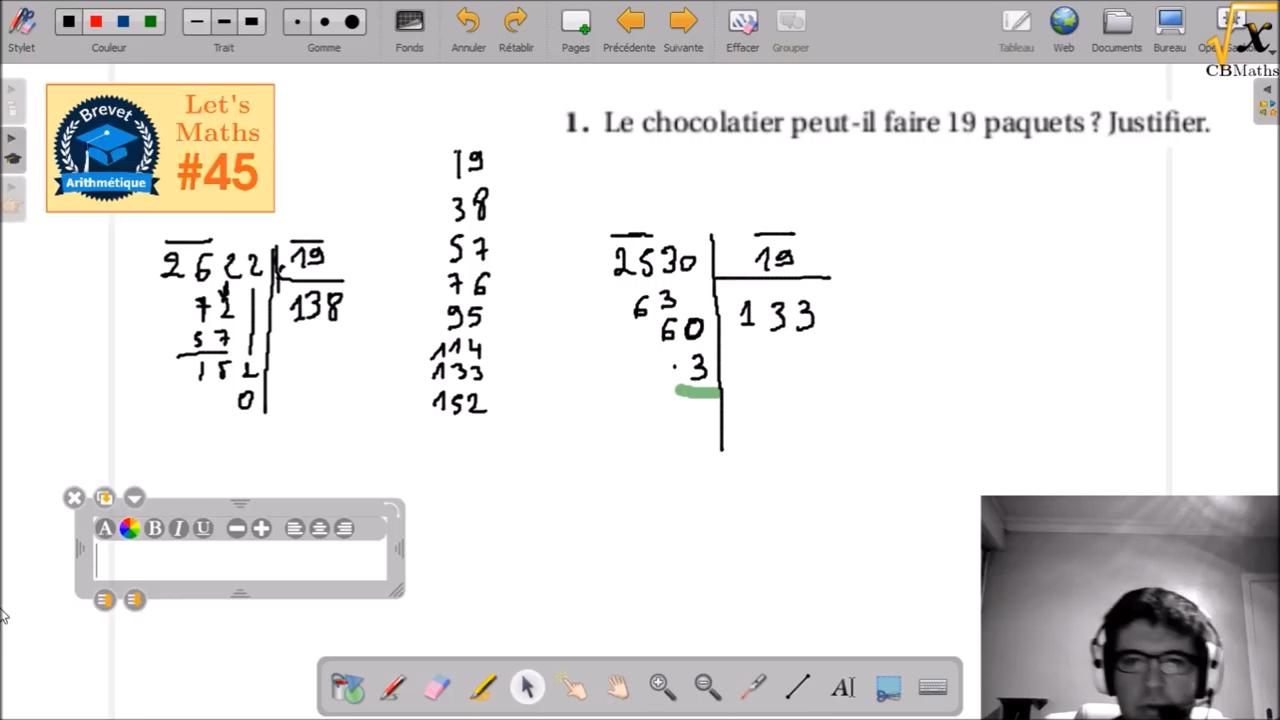 Stylet Couleur Trait Gomme Fonds Annuler Rétablir Pages Précédente Suivante Effacer Grouper Tableau Web Documents Bureau
CBMaths
Brevet
Arithmétique
Let's
Maths
#45
1. Le chocolatier peut-il faire 19 paquets ? Justifier.
19
38
57
76
95
114
133
152
2622 19
72 138
57
152
0
2530 19
63 133
60
.3
A B I U
AI